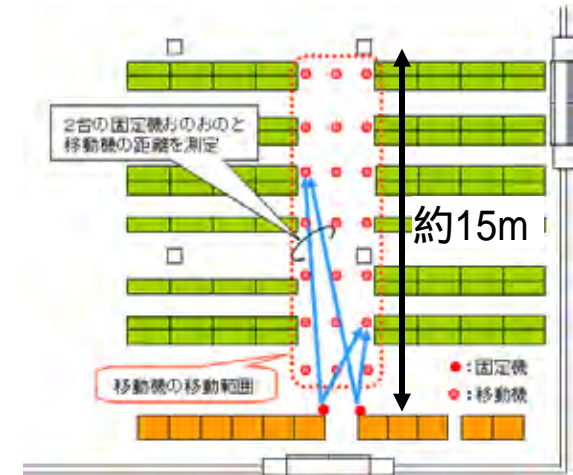 2台の固定機おのおのと
移動機の距離を測定
約15m
移動機の移動範囲
●:固定機
◎:移動機